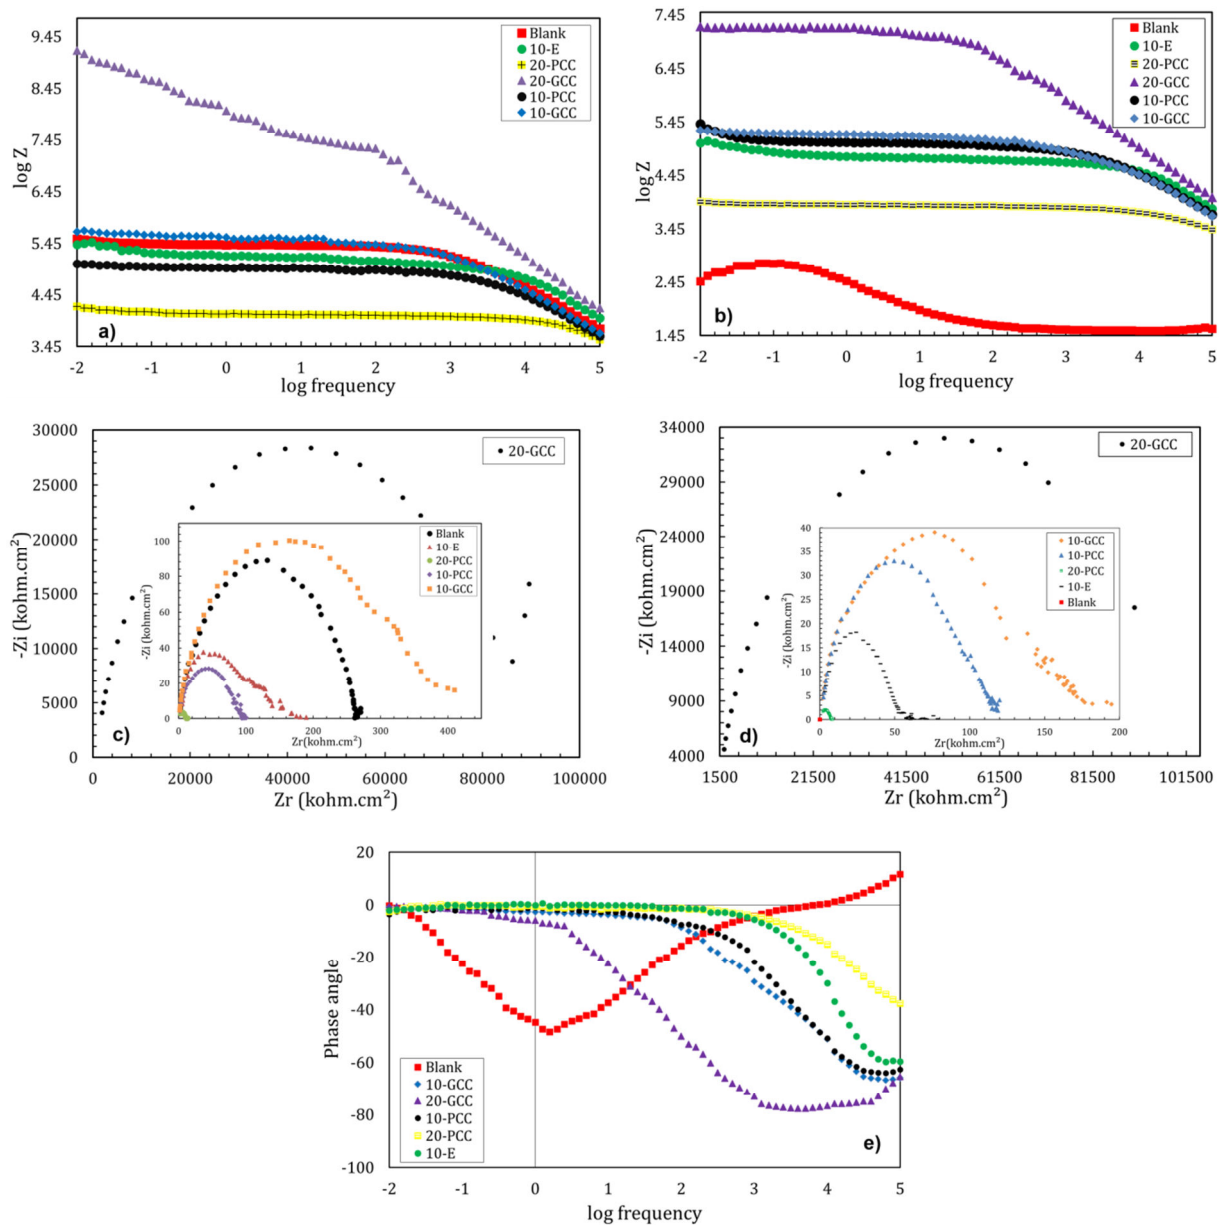 9.45
8.45
7.45
6.45
5.45
4.45
3.45
log Z
-2
-1
0
1
2
3
4
5
log frequency
Blank
10-E
20-PCC
20-GCC
10-PCC
10-GCC
a)
7.45
6.45
5.45
4.45
3.45
2.45
1.45
log Z
-2
-1
0
1
2
3
4
5
log frequency
Blank
10-E
20-PCC
20-GCC
10-PCC
10-GCC
b)
30000
25000
20000
15000
10000
5000
0
-Zi (kohm.cm²)
0
20000
40000
60000
80000
100000
Zr (kohm.cm²)
20-GCC
c)
100
80
60
40
20
0
-Zi (kohm.cm²)
0
100
200
300
400
Zr(kohm.cm²)
Blank
10-E
20-PCC
10-PCC
10-GCC
34000
29000
24000
19000
14000
9000
4000
-Zi (kohm.cm²)
1500
21500
41500
61500
81500
101500
Zr (kohm.cm²)
20-GCC
d)
40
35
30
25
20
15
10
5
0
-Zi (kohm.cm²)
0
50
100
150
200
Zr(kohm.cm²)
10-GCC
10-PCC
20-PCC
10-E
Blank
20
0
-20
-40
-60
-80
-100
Phase angle
-2
-1
0
1
2
3
4
5
log frequency
Blank
10-GCC
20-GCC
10-PCC
20-PCC
10-E
e)